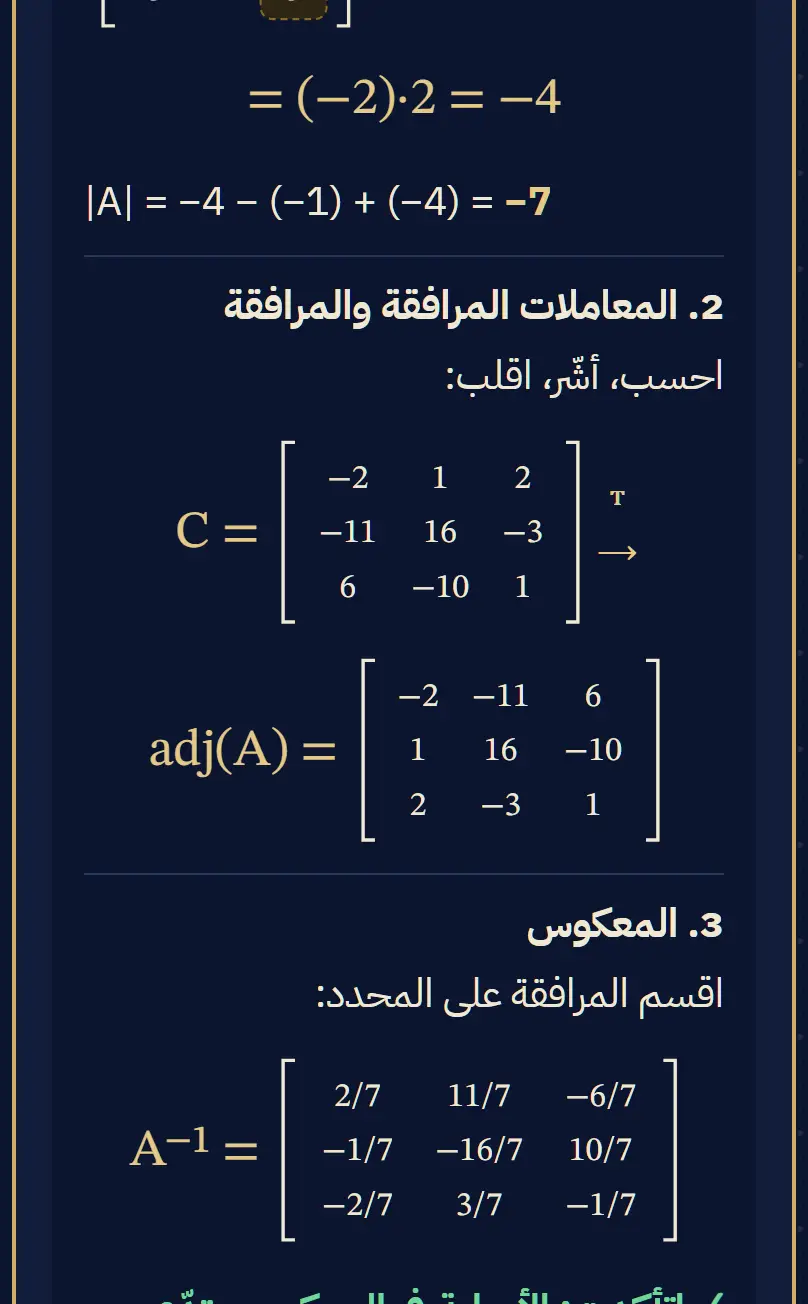 = (−2)·2 = −4
|A| = −4 − (−1) + (−4) = −7
2. المعاملات المرافقة والمرافقة
احسب، أشّر، اقلب:
−2 1 2 T
C = −11 16 −3 ⟶
6 −10 1
−2 −11 6
adj(A) = 1 16 −10
2 −3 1
3. المعكوس
اقسم المرافقة على المحدد:
2/7 11/7 −6/7
A⁻¹ = −1/7 −16/7 10/7
−2/7 3/7 −1/7